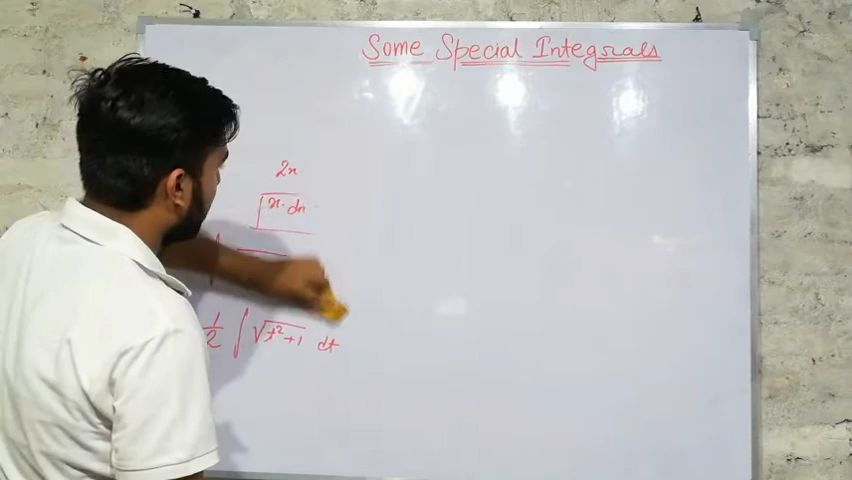 Some Special Integrals
2x
x. dx
1/2 ∫ √t²+1 dt